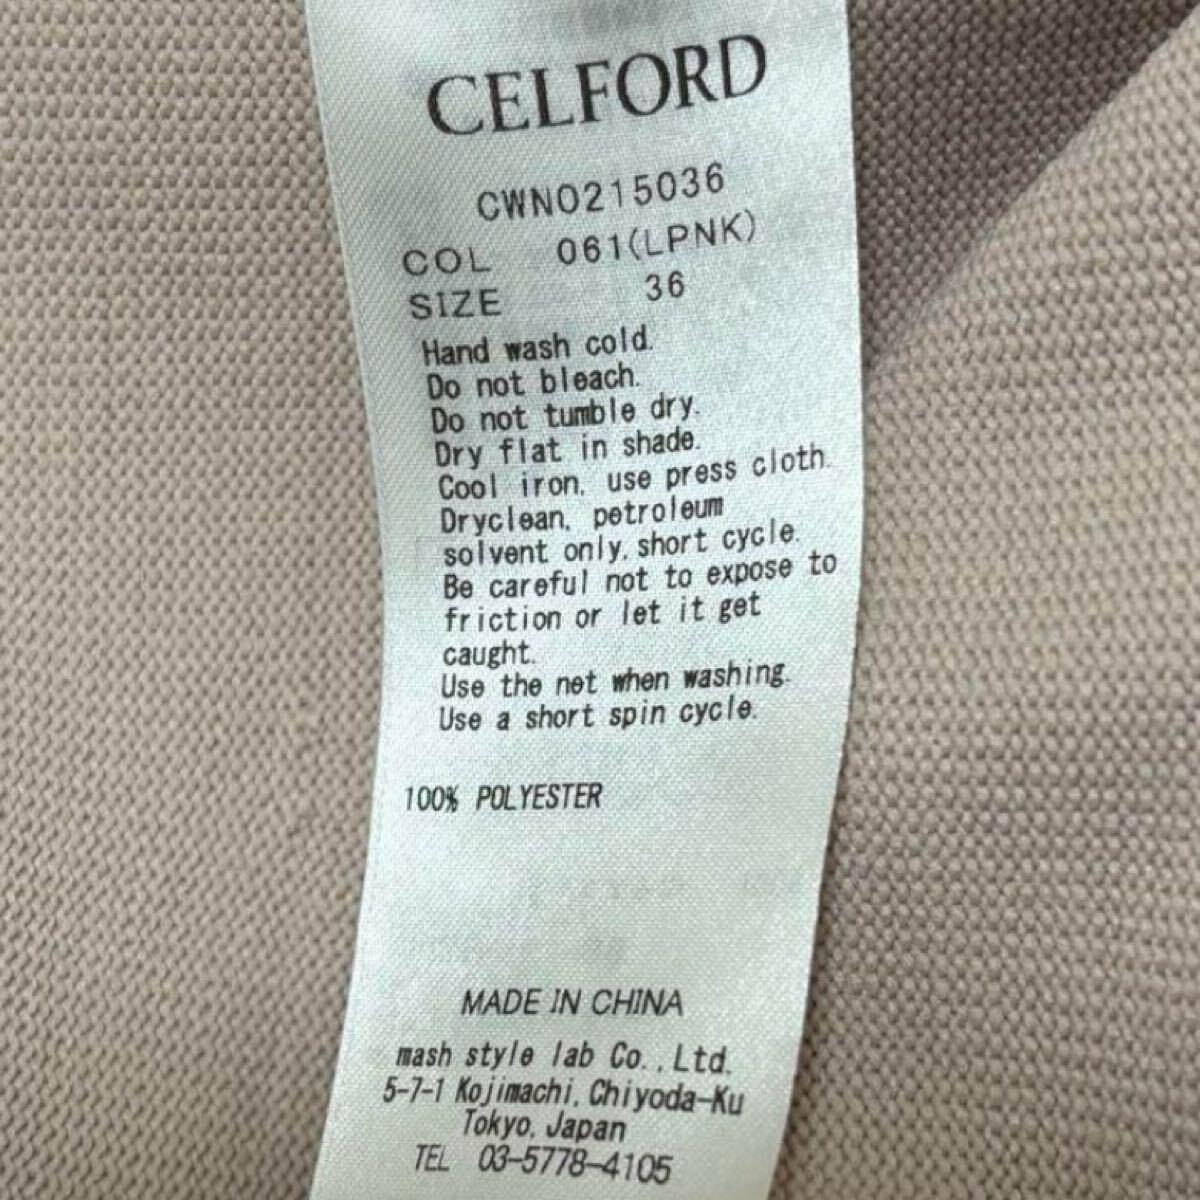 CELFORD
CWNO215036
COL 061(LPNK)
SIZE 36
Hand wash cold.
Do not bleach.
Do not tumble dry.
Dry flat in shade.
Cool iron, use press cloth.
Dryclean, petroleum
solvent only, short cycle.
Be careful not to expose to
friction or let it get
caught.
Use the net when washing.
Use a short spin cycle.
100% POLYESTER
MADE IN CHINA
mash style lab Co.,Ltd.
5-7-1 Kojimachi, Chiyoda-Ku
Tokyo, Japan
TEL 03-5778-4105